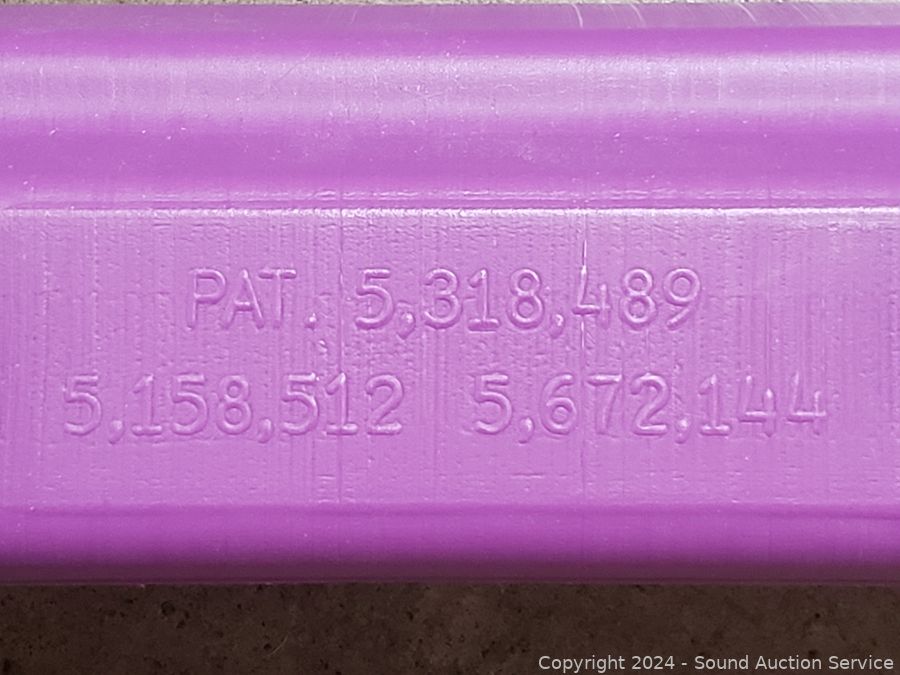 PAT. 5,318,489
5,158,512 5,672,144
Copyright 2024 - Sound Auction Service